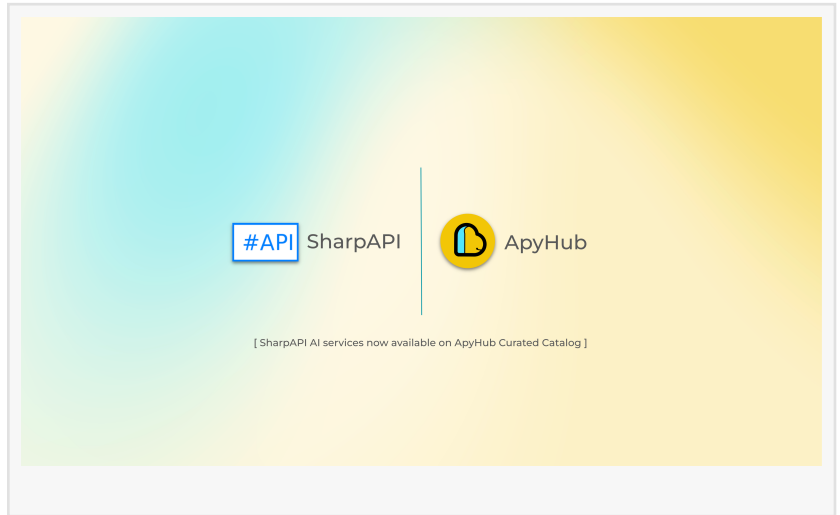 #API SharpAPI
ApyHub
[ SharpAPI AI services now available on ApyHub Curated Catalog ]